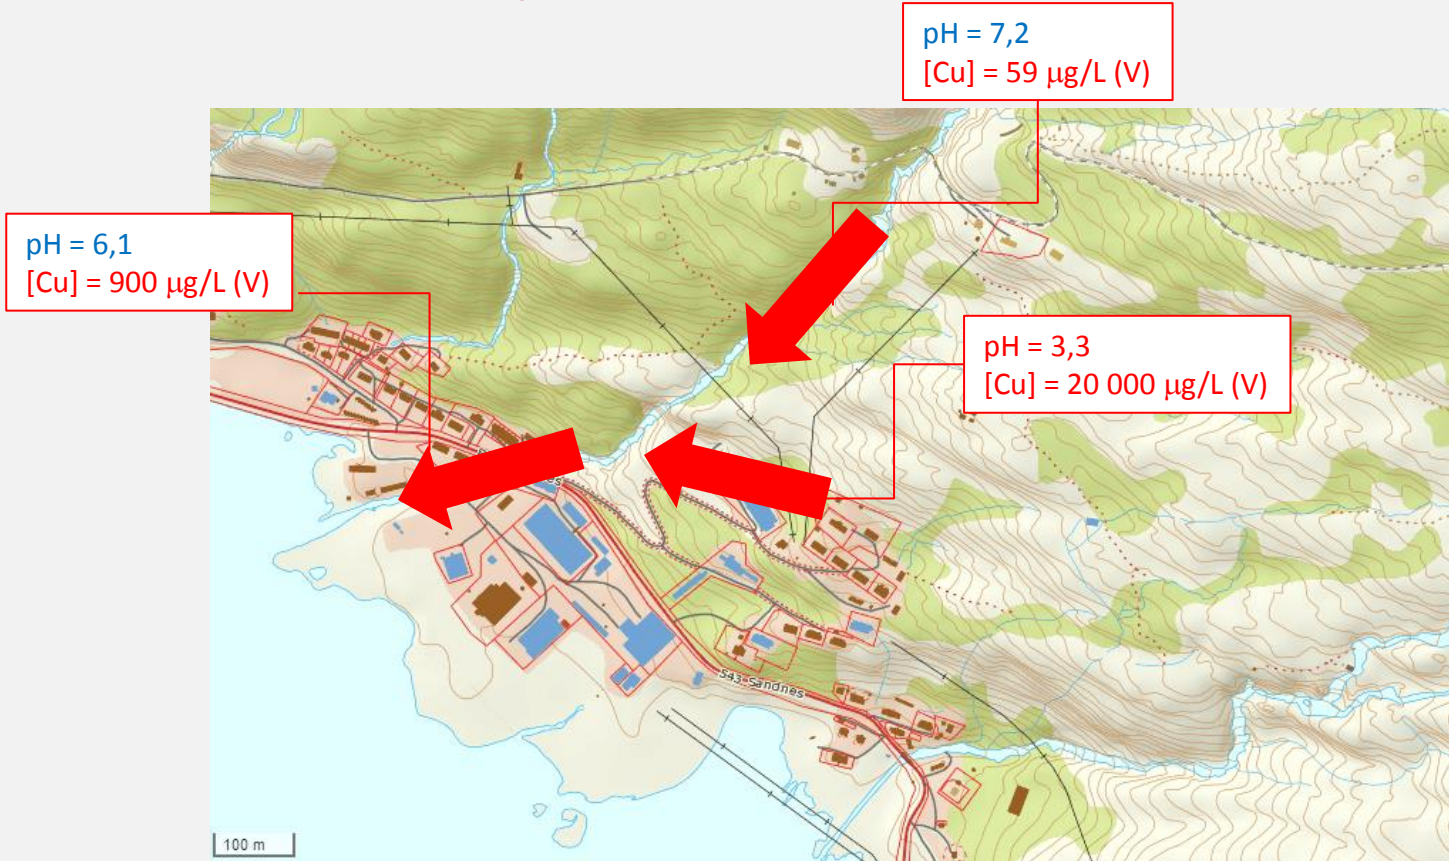 pH = 7,2
[Cu] = 59 µg/L (V)
pH = 6,1
[Cu] = 900 µg/L (V)
pH = 3,3
[Cu] = 20 000 µg/L (V)
543 Sandnes
100 m